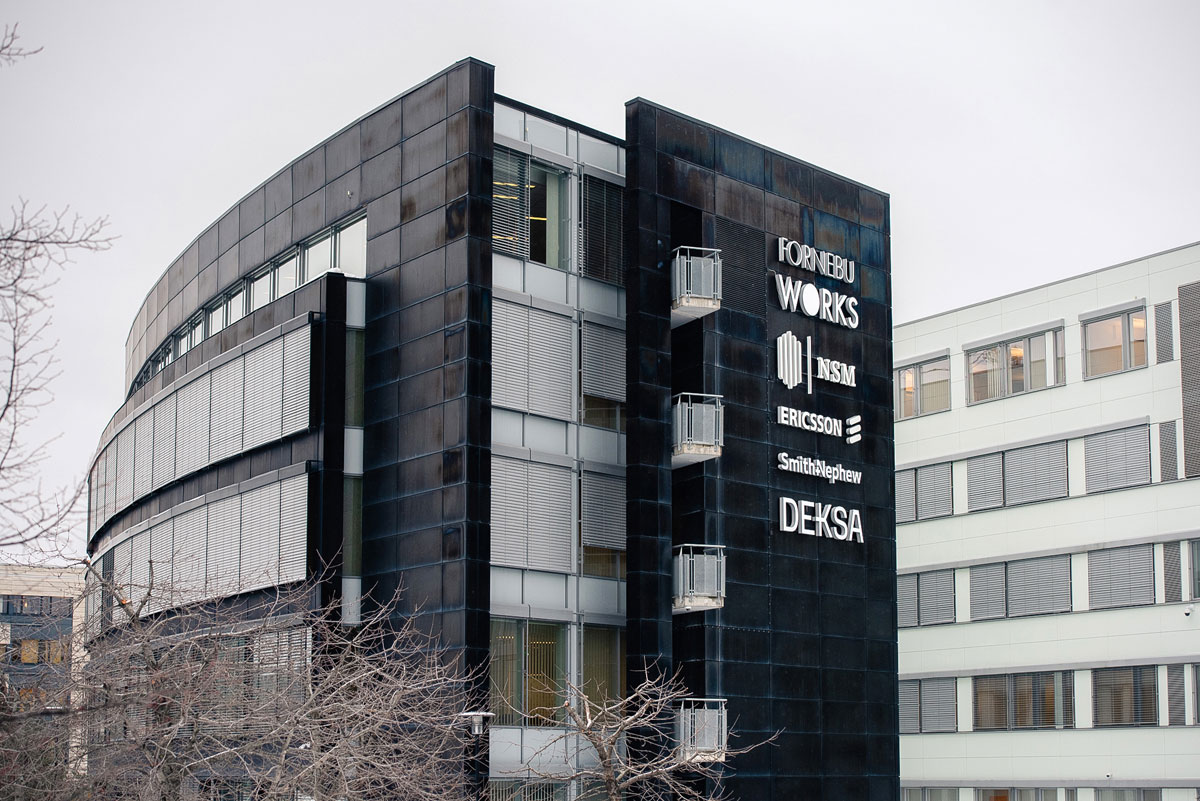 FORNEBU
WORKS
NSM
ERICSSON
Smith+Nephew
DEKSA